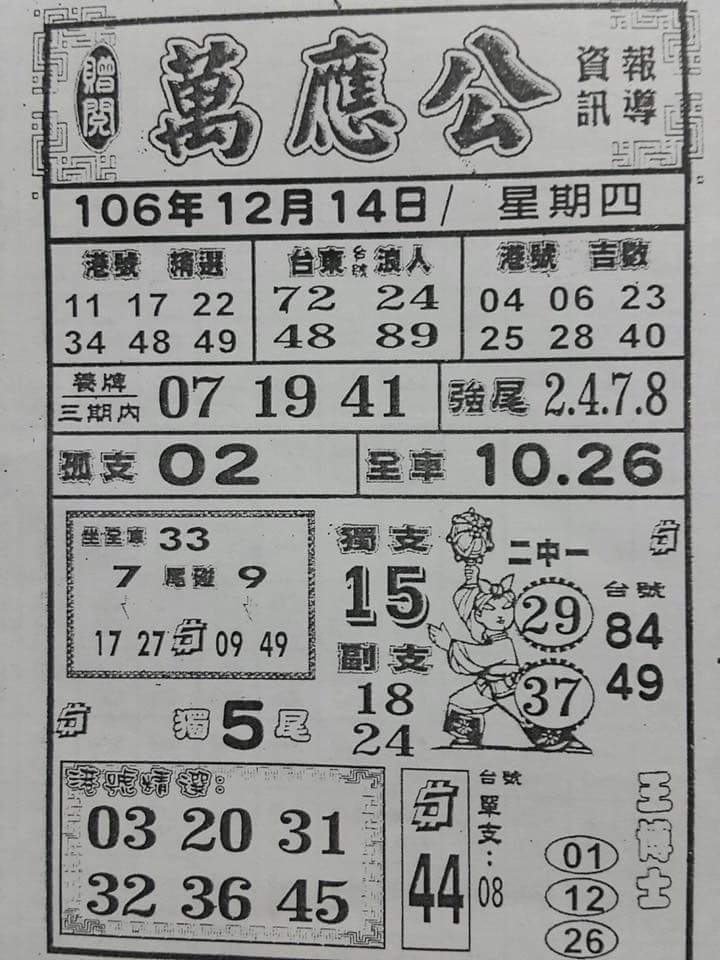 贈閱
萬應公
資訊
報導
106年12月14日/ 星期四
港號 精選
11 17 22
34 48 49
台東台號浪人
72 24
48 89
港號 吉數
04 06 23
25 28 40
養牌
三期內
07 19 41
強尾 2.4.7.8
孤支 02
全車 10.26
坐全車 33
7 尾碰 9
17 27 09 49
獨5尾
獨支
15
副支
18
24
二中一
29
37
台號
84
49
港號精選:
03 20 31
32 36 45
44
台號單支:08
王博士
01
12
26